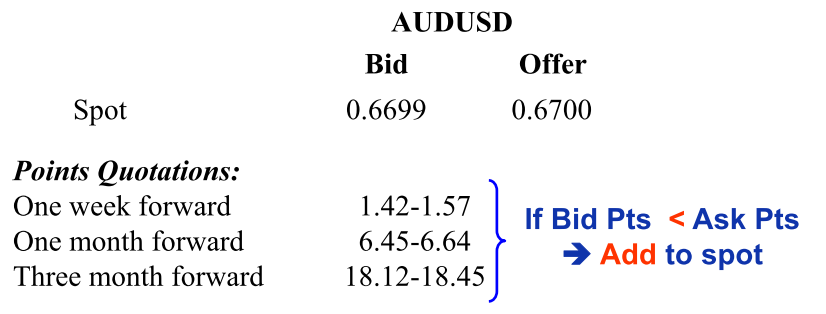 AUDUSD
Bid Offer
Spot 0.6699 0.6700
Points Quotations:
One week forward 1.42-1.57
One month forward 6.45-6.64
Three month forward 18.12-18.45
If Bid Pts < Ask Pts
➔ Add to spot